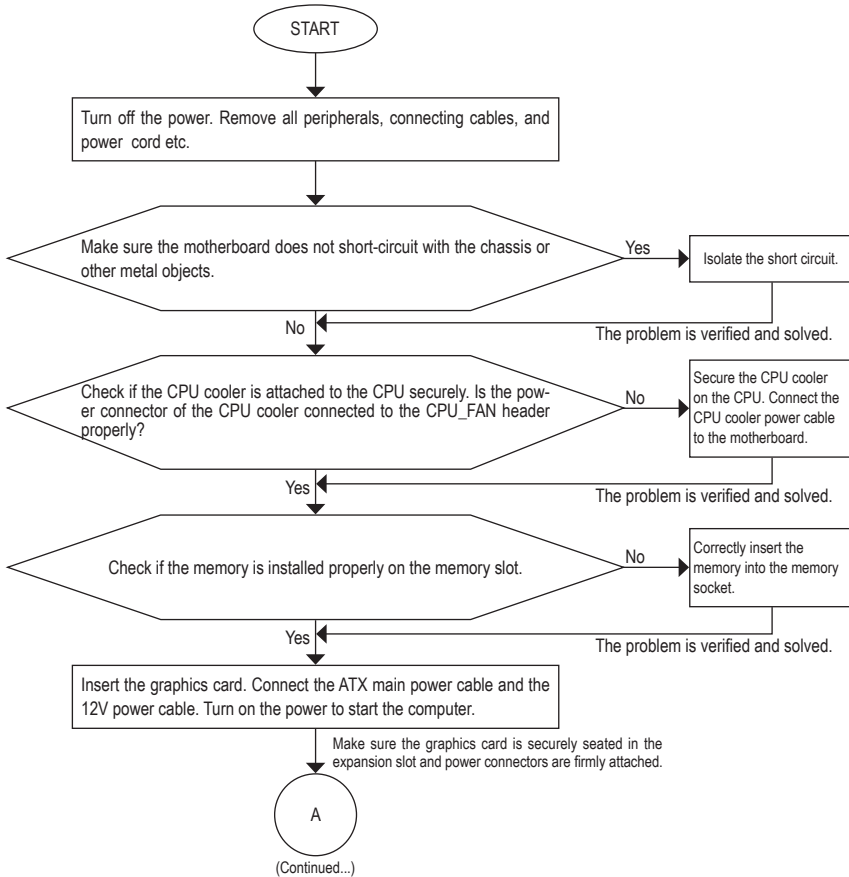 START
Turn off the power. Remove all peripherals, connecting cables, and
power cord etc.
Make sure the motherboard does not short-circuit with the chassis or
other metal objects.
Yes
Isolate the short circuit.
No
The problem is verified and solved.
Check if the CPU cooler is attached to the CPU securely. Is the pow-
er connector of the CPU cooler connected to the CPU_FAN header
properly?
No
Secure the CPU cooler
on the CPU. Connect the
CPU cooler power cable
to the motherboard.
Yes
The problem is verified and solved.
Check if the memory is installed properly on the memory slot.
No
Correctly insert the
memory into the memory
socket.
Yes
The problem is verified and solved.
Insert the graphics card. Connect the ATX main power cable and the
12V power cable. Turn on the power to start the computer.
Make sure the graphics card is securely seated in the
expansion slot and power connectors are firmly attached.
A
(Continued...)